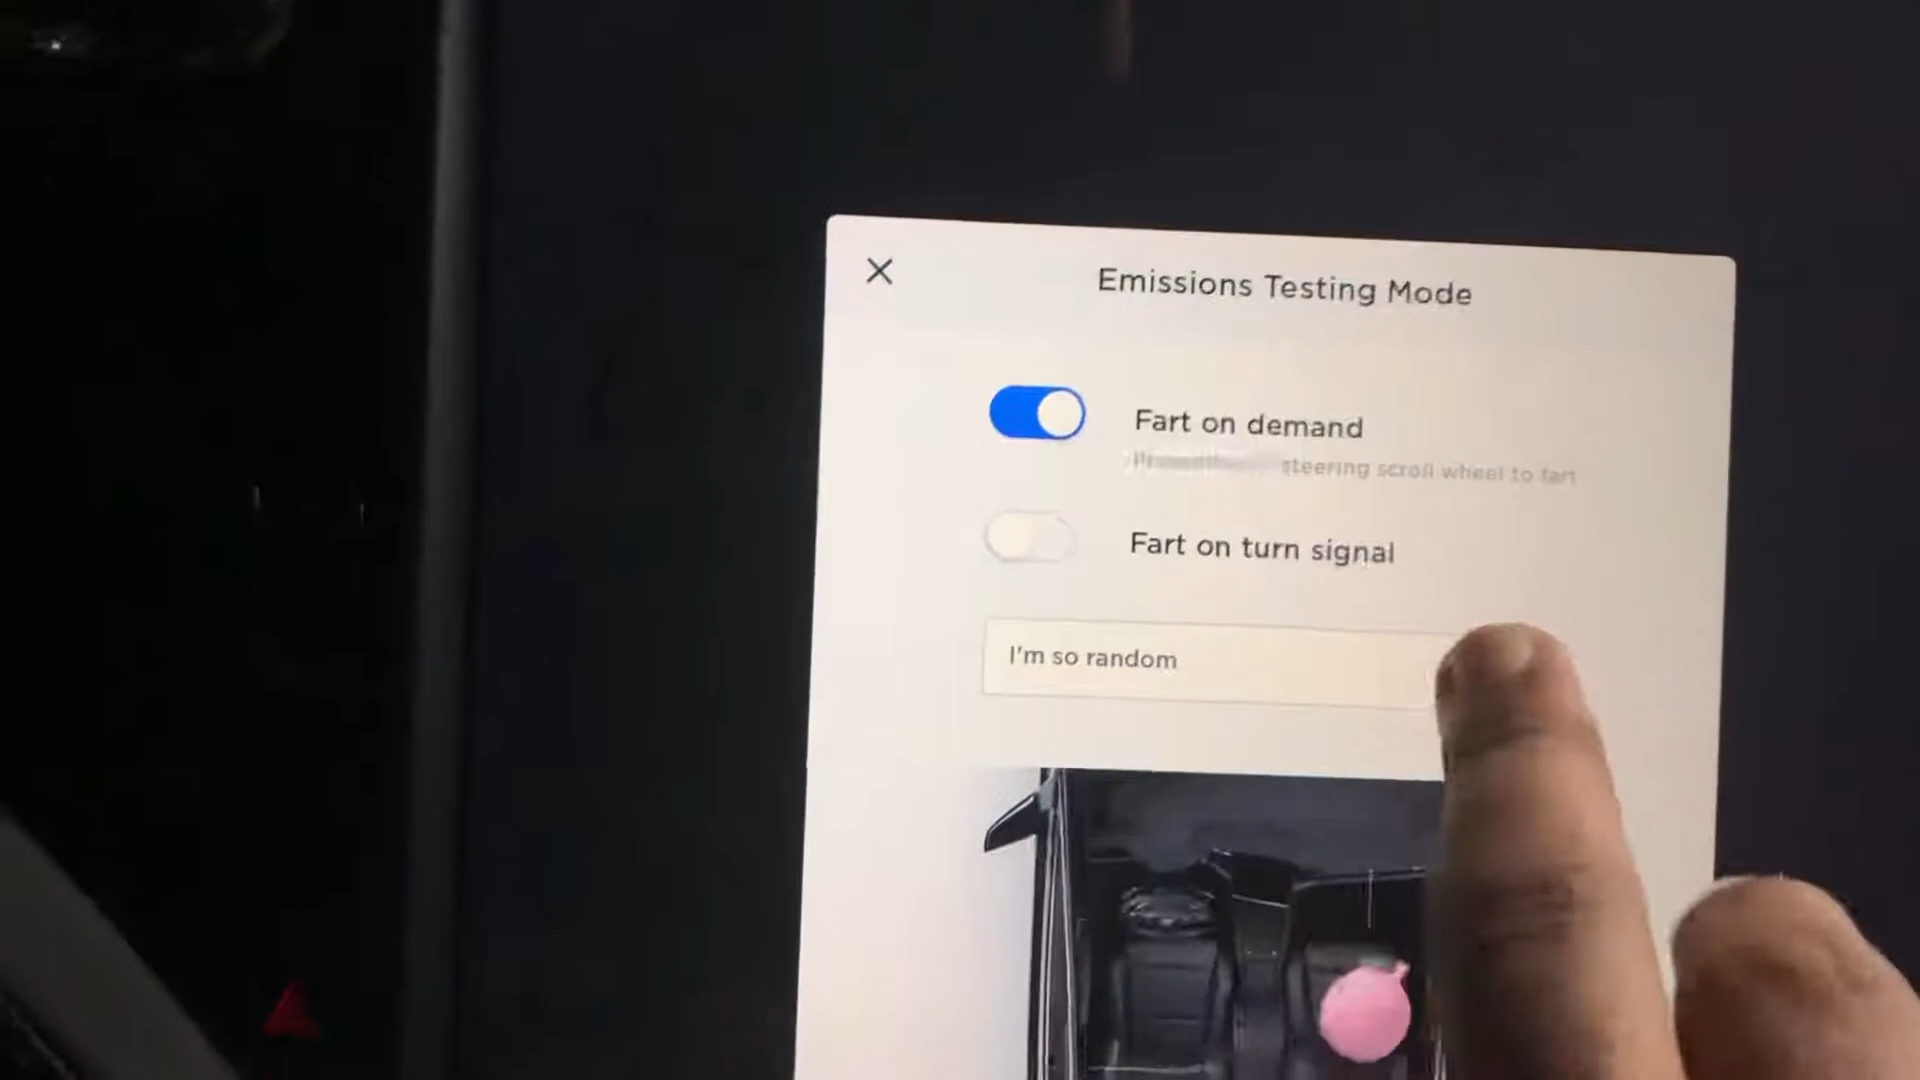 Emissions Testing Mode
Fart on demand
steering scroll wheel to fart
Fart on turn signal
I'm so random